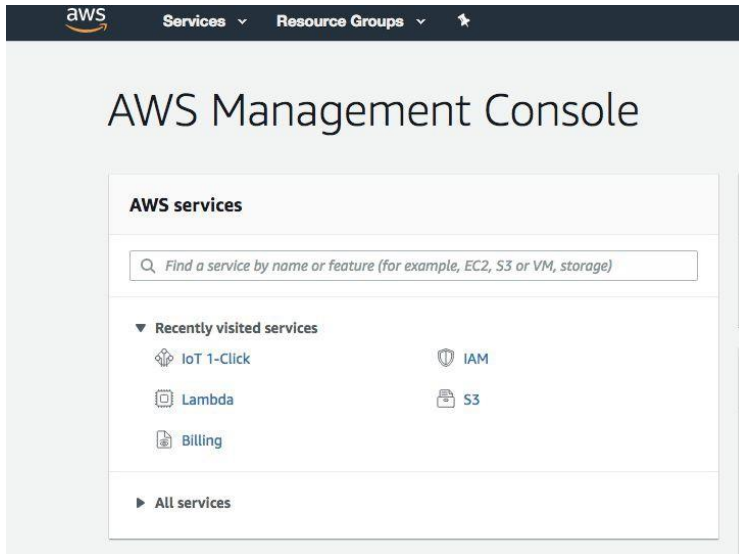 aws Services Resource Groups
AWS Management Console
AWS services
Find a service by name or feature (for example, EC2, S3 or VM, storage)
Recently visited services
IoT 1-Click IAM
Lambda S3
Billing
All services